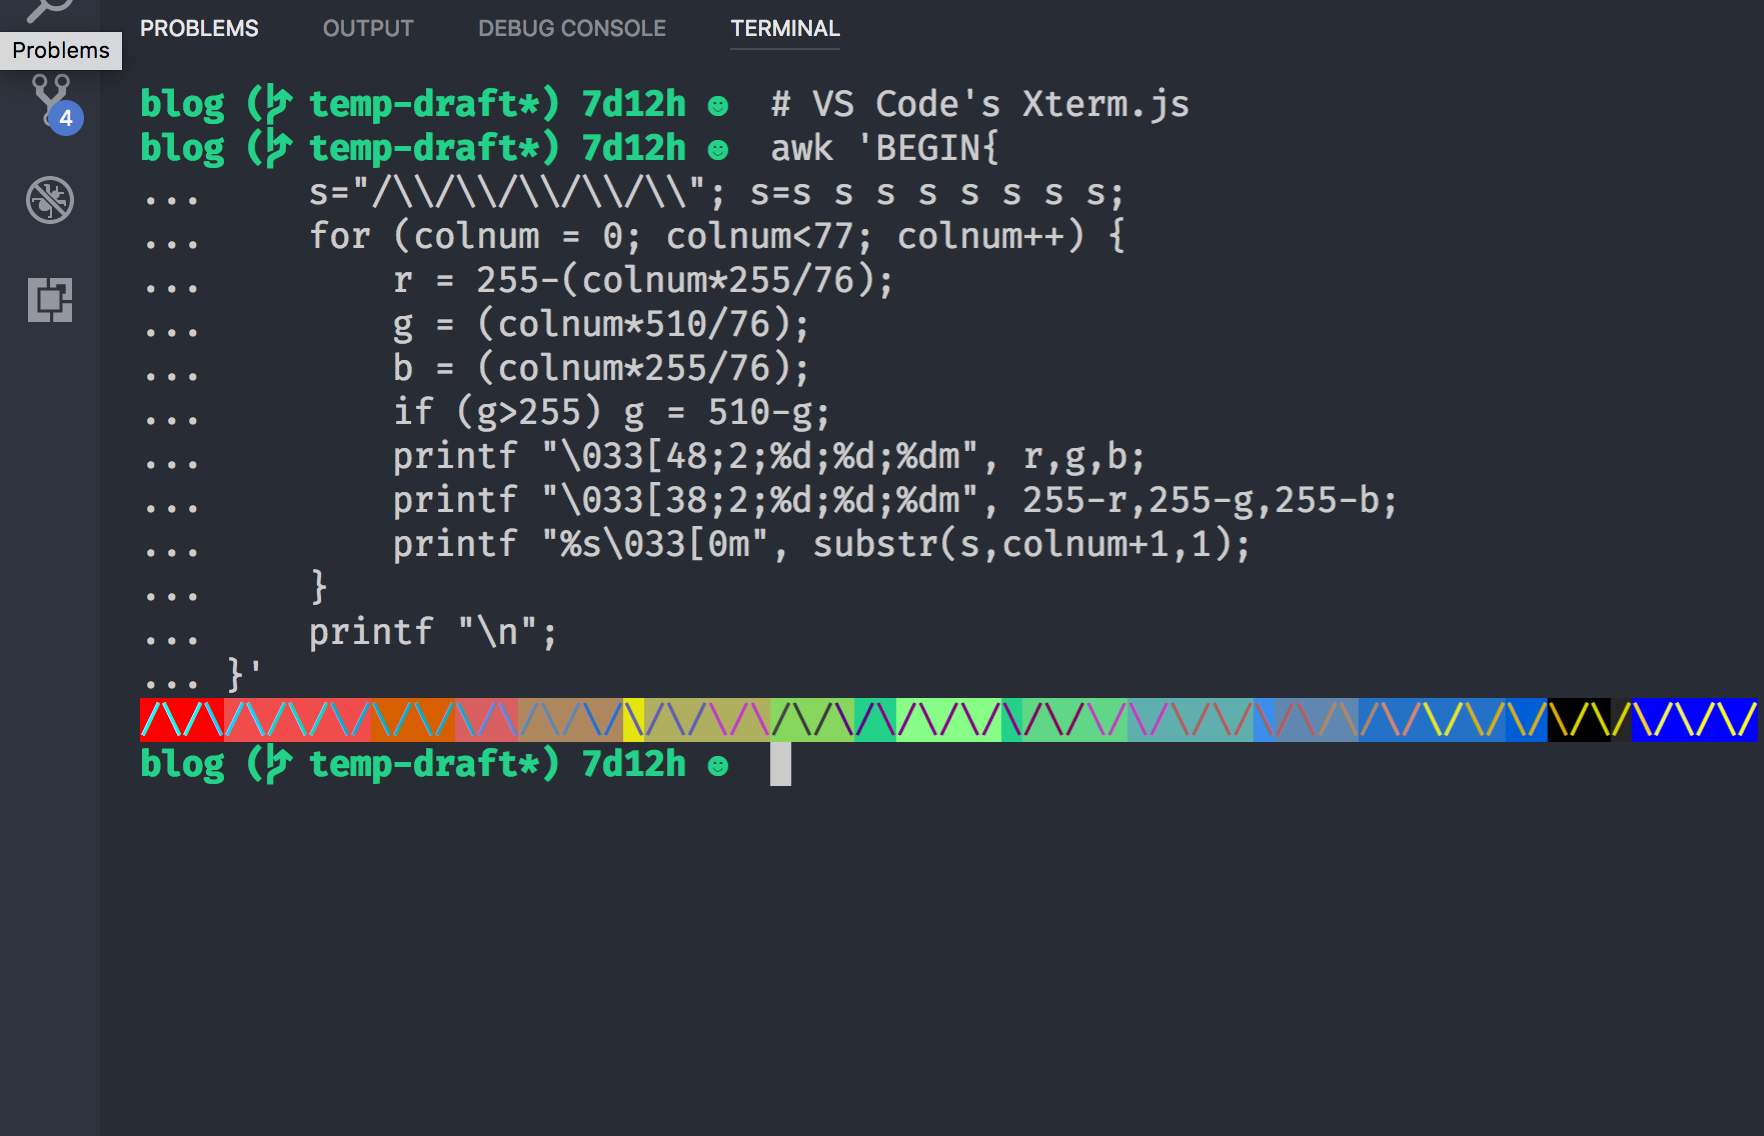 PROBLEMS OUTPUT DEBUG CONSOLE TERMINAL
Problems
4
blog (ᚦ temp-draft*) 7d12h ☻ # VS Code's Xterm.js
blog (ᚦ temp-draft*) 7d12h ☻ awk 'BEGIN{
... s="/\\/\\/\\/\\/\\"; s=s s s s s s s s;
... for (colnum = 0; colnum<77; colnum++) {
... r = 255-(colnum*255/76);
... g = (colnum*510/76);
... b = (colnum*255/76);
... if (g>255) g = 510-g;
... printf "\033[48;2;%d;%d;%dm", r,g,b;
... printf "\033[38;2;%d;%d;%dm", 255-r,255-g,255-b;
... printf "%s\033[0m", substr(s,colnum+1,1);
... }
... printf "\n";
... }'
/\/\/\/\/\/\/\/\/\/\/\/\/\/\/\/\/\/\/\/\/\/\/\/\/\/\/\/\/\/\/\/\/\/\/\/\/\/\/
blog (ᚦ temp-draft*) 7d12h ☻